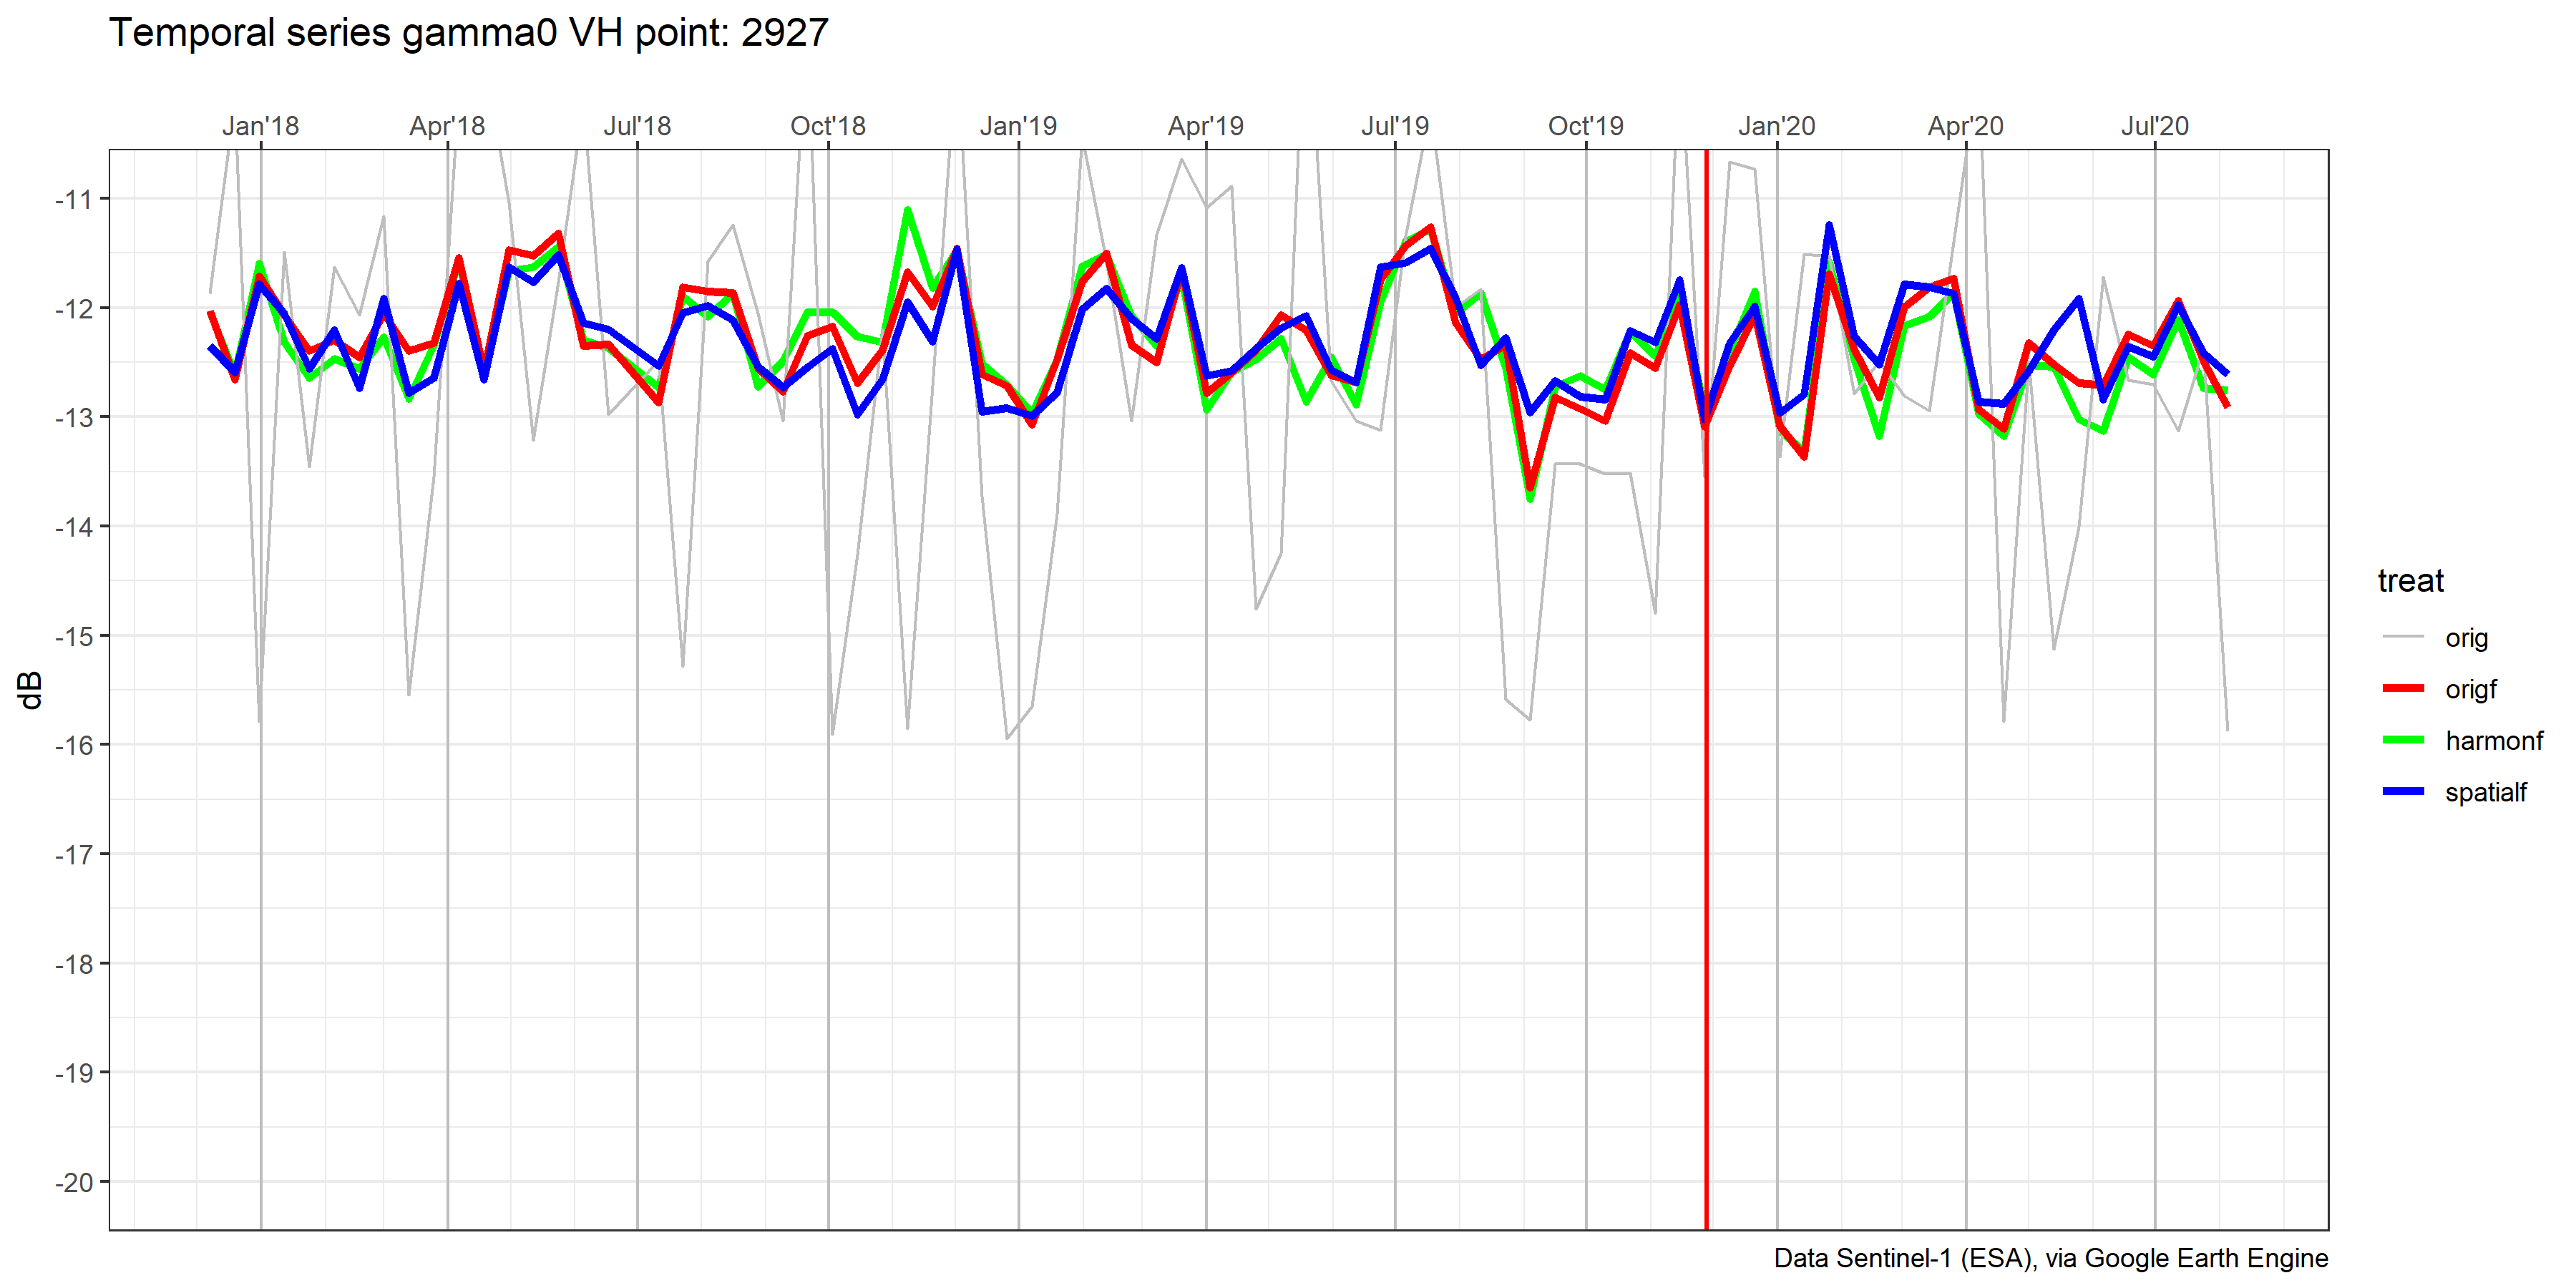 Temporal series gamma0 VH point: 2927
Jan'18 Apr'18 Jul'18 Oct'18 Jan'19 Apr'19 Jul'19 Oct'19 Jan'20 Apr'20 Jul'20
-11
-12
-13
-14
-15
-16
-17
-18
-19
-20
dB
treat
orig
origf
harmonf
spatialf
Data Sentinel-1 (ESA), via Google Earth Engine